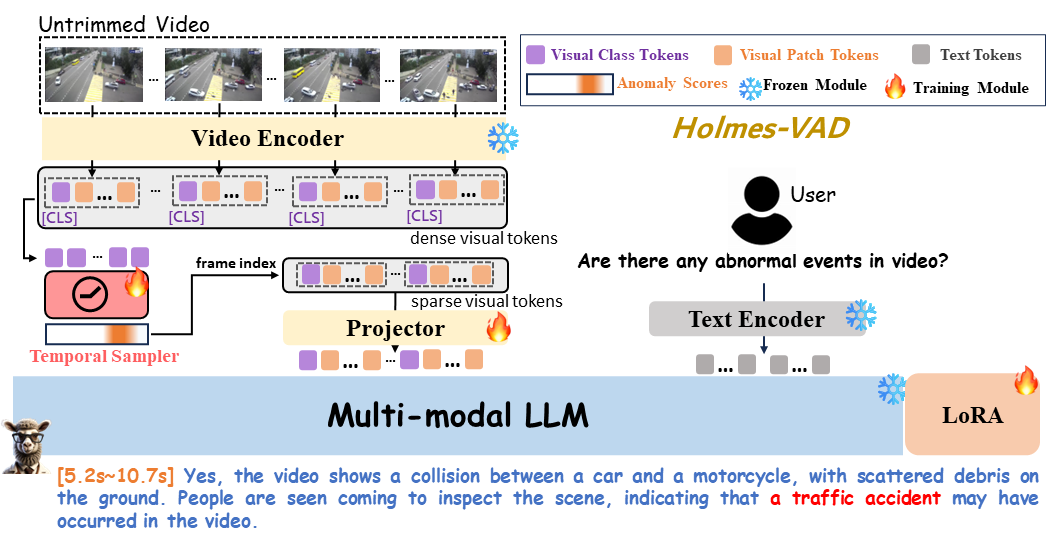 Untrimmed Video
... ... ...
Visual Class Tokens
Visual Patch Tokens
Text Tokens
Anomaly Scores
Frozen Module
Training Module
Holmes-VAD
Video Encoder
... ... ... ... ... ... ...
[CLS] [CLS] [CLS] [CLS]
dense visual tokens
User
Are there any abnormal events in video?
...
frame index
... ... ...
sparse visual tokens
Temporal Sampler
Projector
Text Encoder
... ... ...
... ...
Multi-modal LLM
LoRA
[5.2s~10.7s] Yes, the video shows a collision between a car and a motorcycle, with scattered debris on
the ground. People are seen coming to inspect the scene, indicating that a traffic accident may have
occurred in the video.